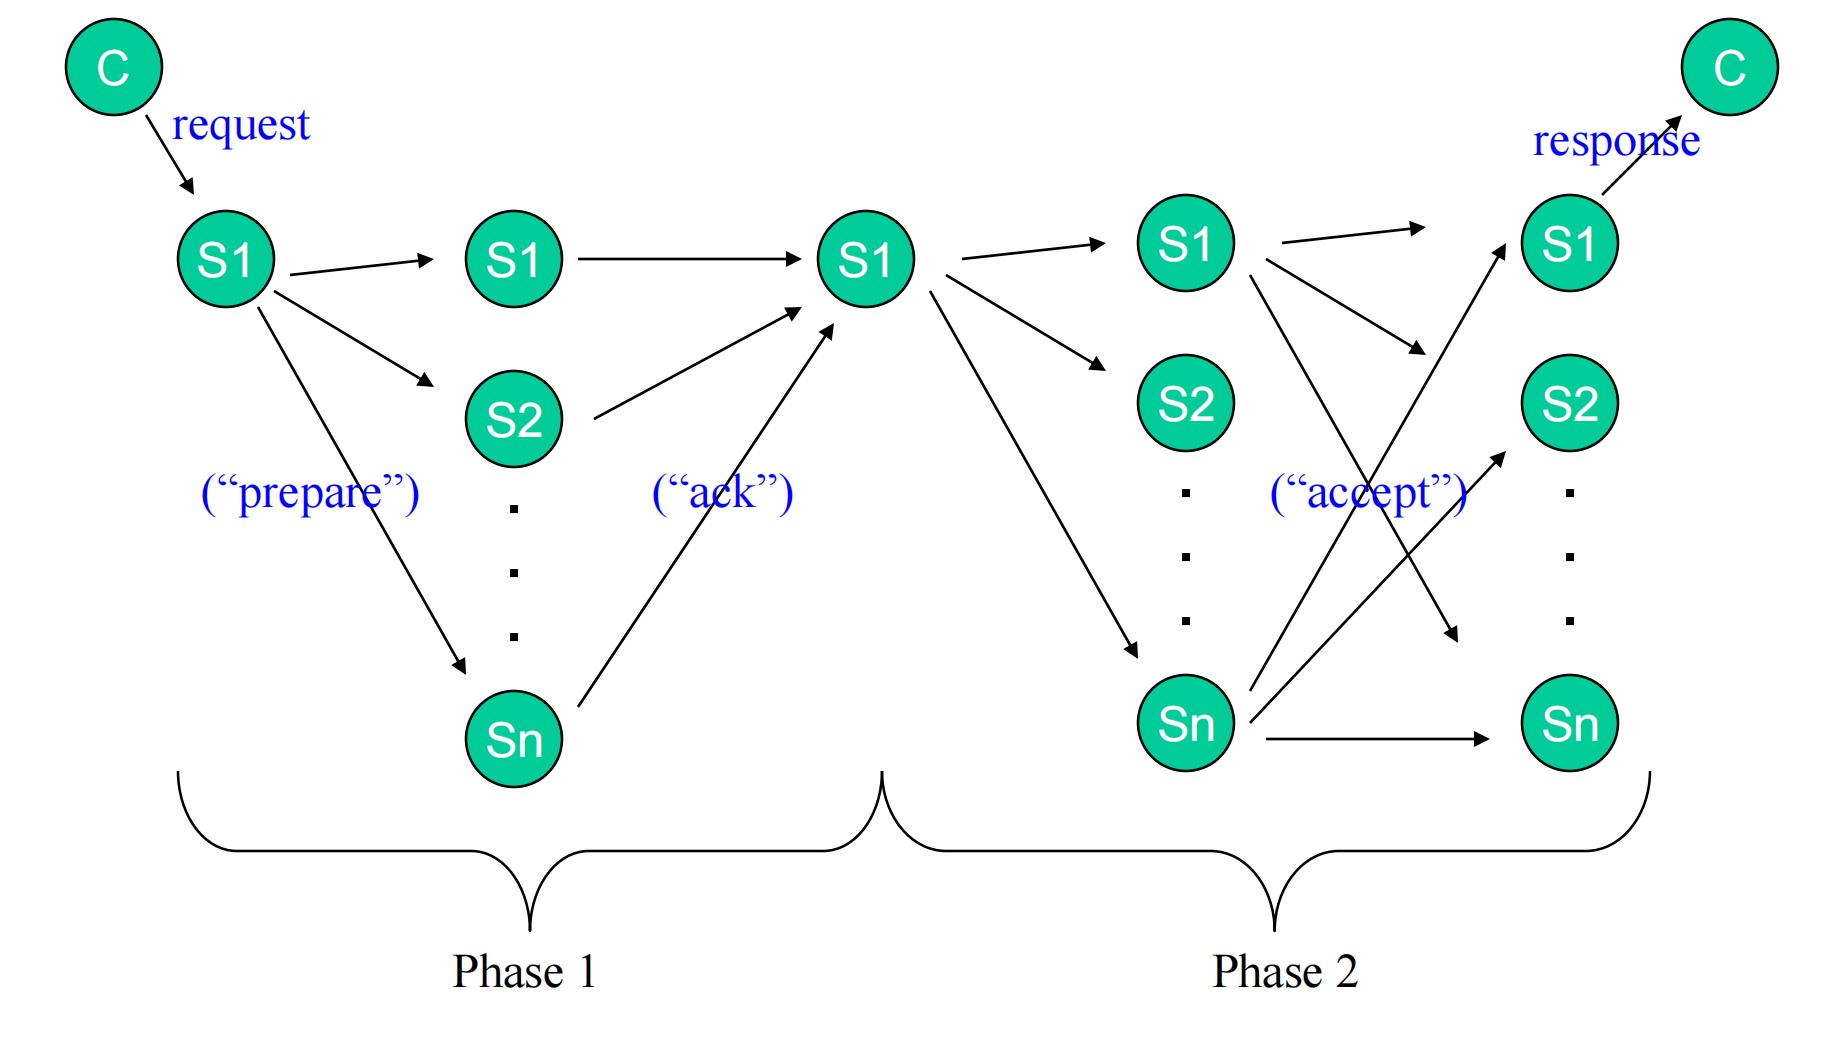 C
C
request
response
S1
S1
S1
S1
S1
S2
S2
S2
(“prepare”)
(“ack”)
(“accept”)
Sn
Sn
Sn
Phase 1
Phase 2